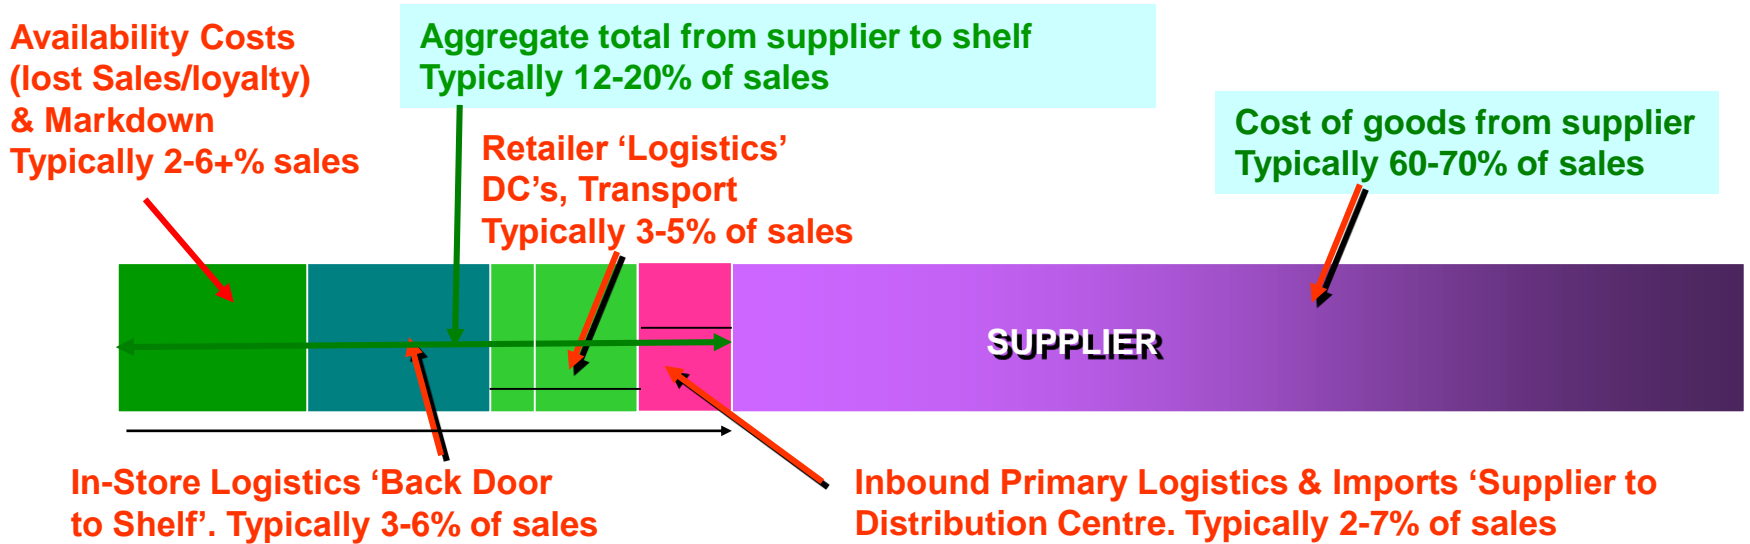 Availability Costs
(lost Sales/loyalty)
& Markdown
Typically 2-6+% sales
Aggregate total from supplier to shelf
Typically 12-20% of sales
Retailer ‘Logistics’
DC’s, Transport
Typically 3-5% of sales
Cost of goods from supplier
Typically 60-70% of sales
SUPPLIER
In-Store Logistics ‘Back Door
to Shelf’. Typically 3-6% of sales
Inbound Primary Logistics & Imports ‘Supplier to
Distribution Centre. Typically 2-7% of sales